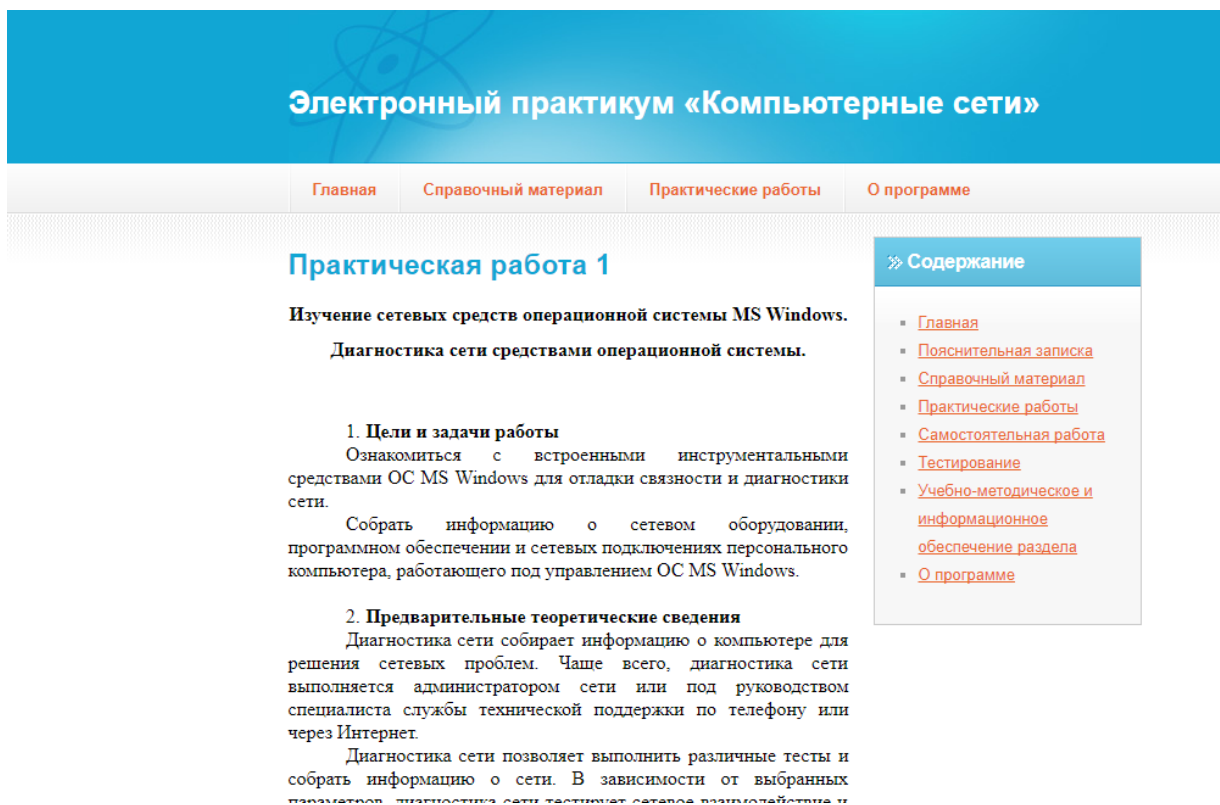 Электронный практикум «Компьютерные сети»
Главная
Справочный материал
Практические работы
О программе
Практическая работа 1
Изучение сетевых средств операционной системы MS Windows.
Диагностика сети средствами операционной системы.
1. Цели и задачи работы
Ознакомиться с встроенными инструментальными
средствами ОС MS Windows для отладки связности и диагностики
сети.
Собрать информацию о сетевом оборудовании,
программном обеспечении и сетевых подключениях персонального
компьютера, работающего под управлением ОС MS Windows.
2. Предварительные теоретические сведения
Диагностика сети собирает информацию о компьютере для
решения сетевых проблем. Чаще всего, диагностика сети
выполняется администратором сети или под руководством
специалиста службы технической поддержки по телефону или
через Интернет.
Диагностика сети позволяет выполнить различные тесты и
собрать информацию о сети. В зависимости от выбранных
параметров, диагностика сети тестирует сетевое взаимодействие и
Содержание
Главная
Пояснительная записка
Справочный материал
Практические работы
Самостоятельная работа
Тестирование
Учебно-методическое и
информационное
обеспечение раздела
О программе